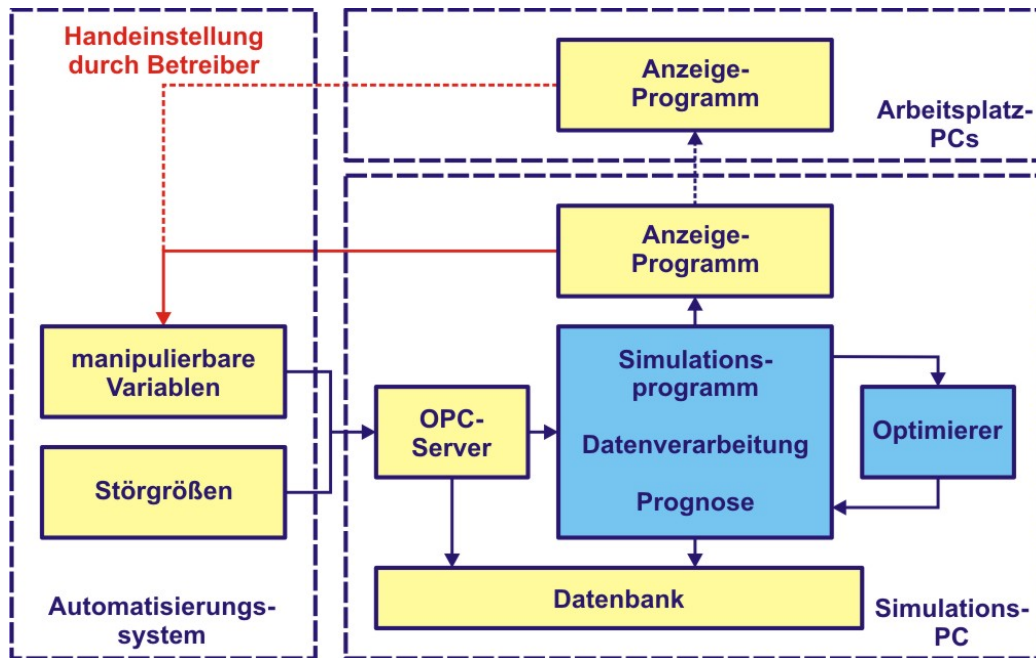 Handeinstellung
durch Betreiber
Anzeige-
Programm
Arbeitsplatz-
PCs
Anzeige-
Programm
manipulierbare
Variablen
Störgrößen
OPC-
Server
Simulations-
programm
Datenverarbeitung
Prognose
Optimierer
Datenbank
Automatisierungs-
system
Simulations-
PC